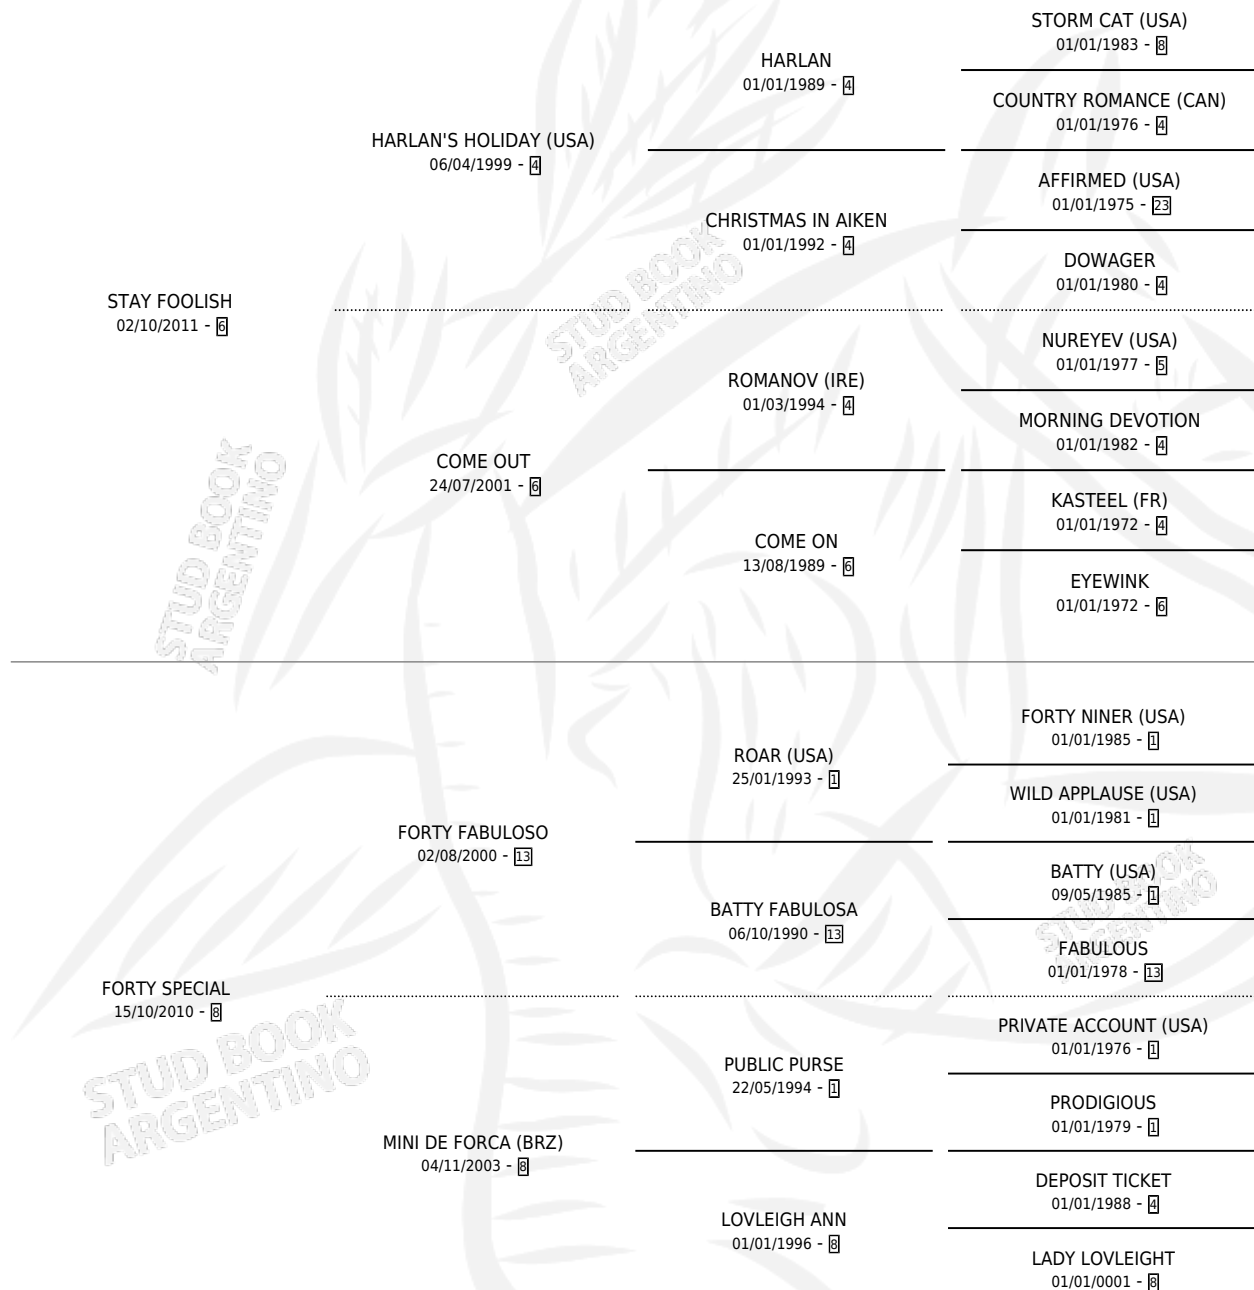 STORM CAT (USA)
01/01/1983 - 8
HARLAN
01/01/1989 - 4
COUNTRY ROMANCE (CAN)
01/01/1976 - 4
HARLAN'S HOLIDAY (USA)
06/04/1999 - 4
AFFIRMED (USA)
01/01/1975 - 23
CHRISTMAS IN AIKEN
01/01/1992 - 4
DOWAGER
01/01/1980 - 4
STAY FOOLISH
02/10/2011 - 6
NUREYEV (USA)
01/01/1977 - 5
ROMANOV (IRE)
01/03/1994 - 4
MORNING DEVOTION
01/01/1982 - 4
COME OUT
24/07/2001 - 6
KASTEEL (FR)
01/01/1972 - 4
COME ON
13/08/1989 - 6
EYEWINK
01/01/1972 - 6
FORTY NINER (USA)
01/01/1985 - 1
ROAR (USA)
25/01/1993 - 1
WILD APPLAUSE (USA)
01/01/1981 - 1
FORTY FABULOSO
02/08/2000 - 13
BATTY (USA)
09/05/1985 - 1
BATTY FABULOSA
06/10/1990 - 13
FABULOUS
01/01/1978 - 13
FORTY SPECIAL
15/10/2010 - 8
PRIVATE ACCOUNT (USA)
01/01/1976 - 1
PUBLIC PURSE
22/05/1994 - 1
PRODIGIOUS
01/01/1979 - 1
MINI DE FORCA (BRZ)
04/11/2003 - 8
DEPOSIT TICKET
01/01/1988 - 4
LOVLEIGH ANN
01/01/1996 - 8
LADY LOVLEIGHT
01/01/0001 - 8
STUD BOOK
ARGENTINO
STUD BOOK
ARGENTINO
STUD BOOK
ARGENTINO
STUD BOOK
ARGENTINO